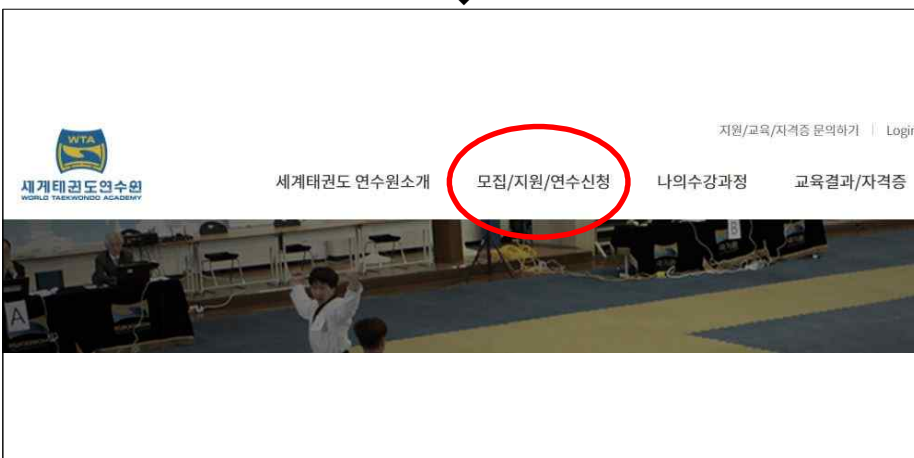 지원/교육/자격증 문의하기 Login
WTA
세계태권도연수원
WORLD TAEKWONDO ACADEMY
세계태권도 연수원소개 모집/지원/연수신청 나의수강과정 교육결과/자격증
A
B